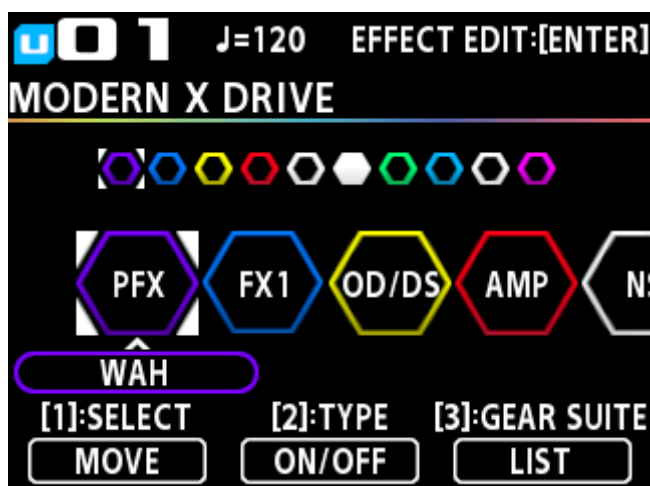 U01 ♩=120 EFFECT EDIT:[ENTER]
MODERN X DRIVE
PFX FX1 OD/DS AMP
WAH
[1]:SELECT [2]:TYPE [3]:GEAR SUITE
MOVE ON/OFF LIST